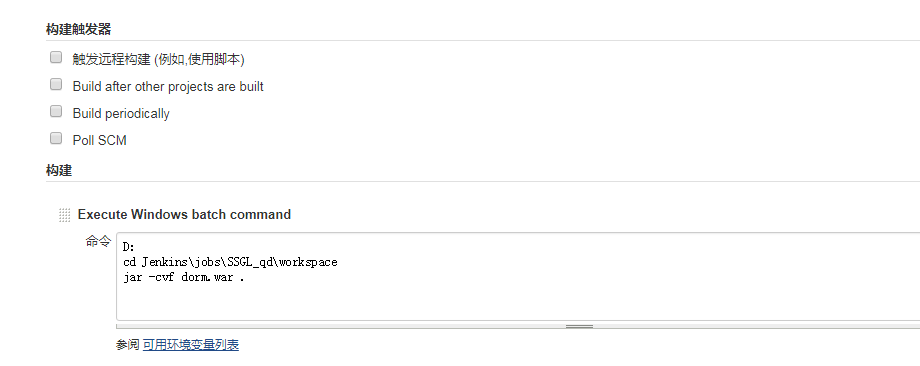 构建触发器
触发远程构建 (例如,使用脚本)
Build after other projects are built
Build periodically
Poll SCM
构建
Execute Windows batch command
命令
D:
cd Jenkins\jobs\SSGL_qd\workspace
jar -cvf dorm.war .
参阅 可用环境变量列表